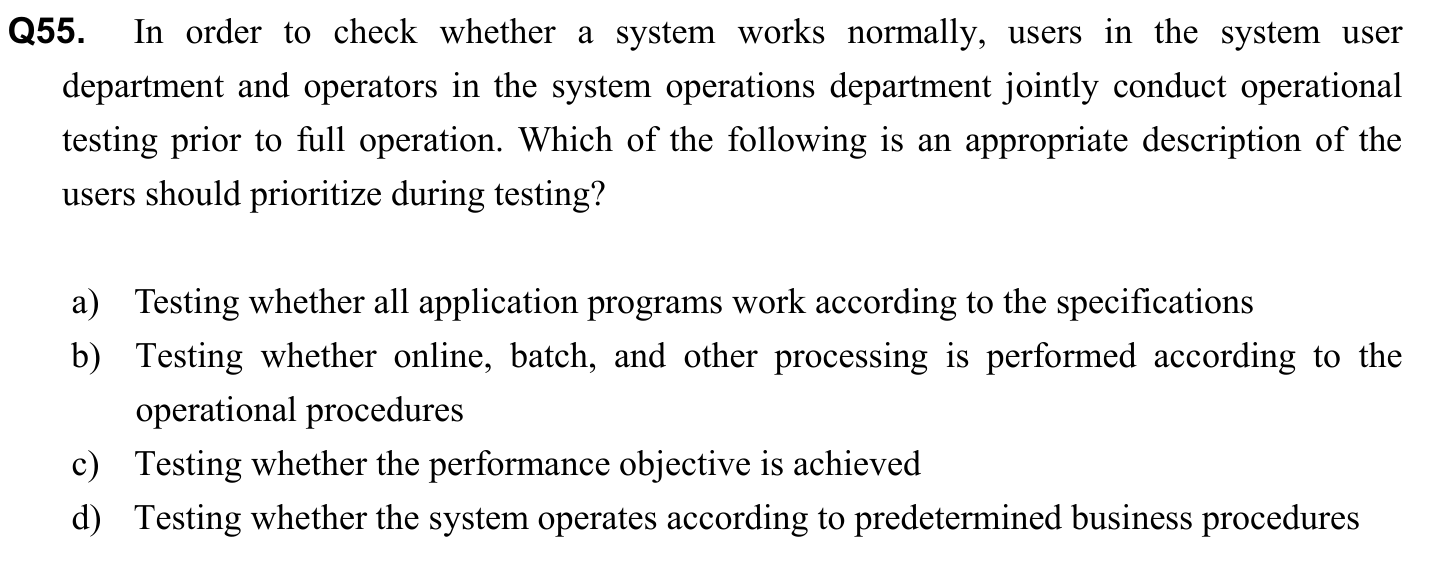 Q55. In order to check whether a system works normally, users in the system user
department and operators in the system operations department jointly conduct operational
testing prior to full operation. Which of the following is an appropriate description of the
users should prioritize during testing?
a) Testing whether all application programs work according to the specifications
b) Testing whether online, batch, and other processing is performed according to the
operational procedures
c) Testing whether the performance objective is achieved
d) Testing whether the system operates according to predetermined business procedures